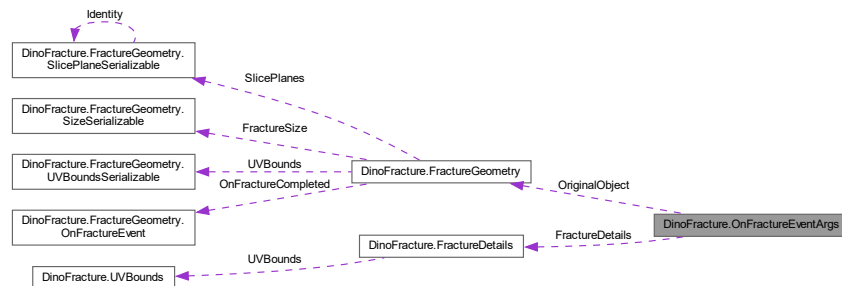 Identity
DinoFracture.FractureGeometry.
SlicePlaneSerializable
SlicePlanes
DinoFracture.FractureGeometry.
SizeSerializable
FractureSize
DinoFracture.FractureGeometry.
UVBoundsSerializable
UVBounds
DinoFracture.FractureGeometry
OnFractureCompleted
OriginalObject
DinoFracture.FractureGeometry.
OnFractureEvent
DinoFracture.OnFractureEventArgs
DinoFracture.FractureDetails
FractureDetails
UVBounds
DinoFracture.UVBounds